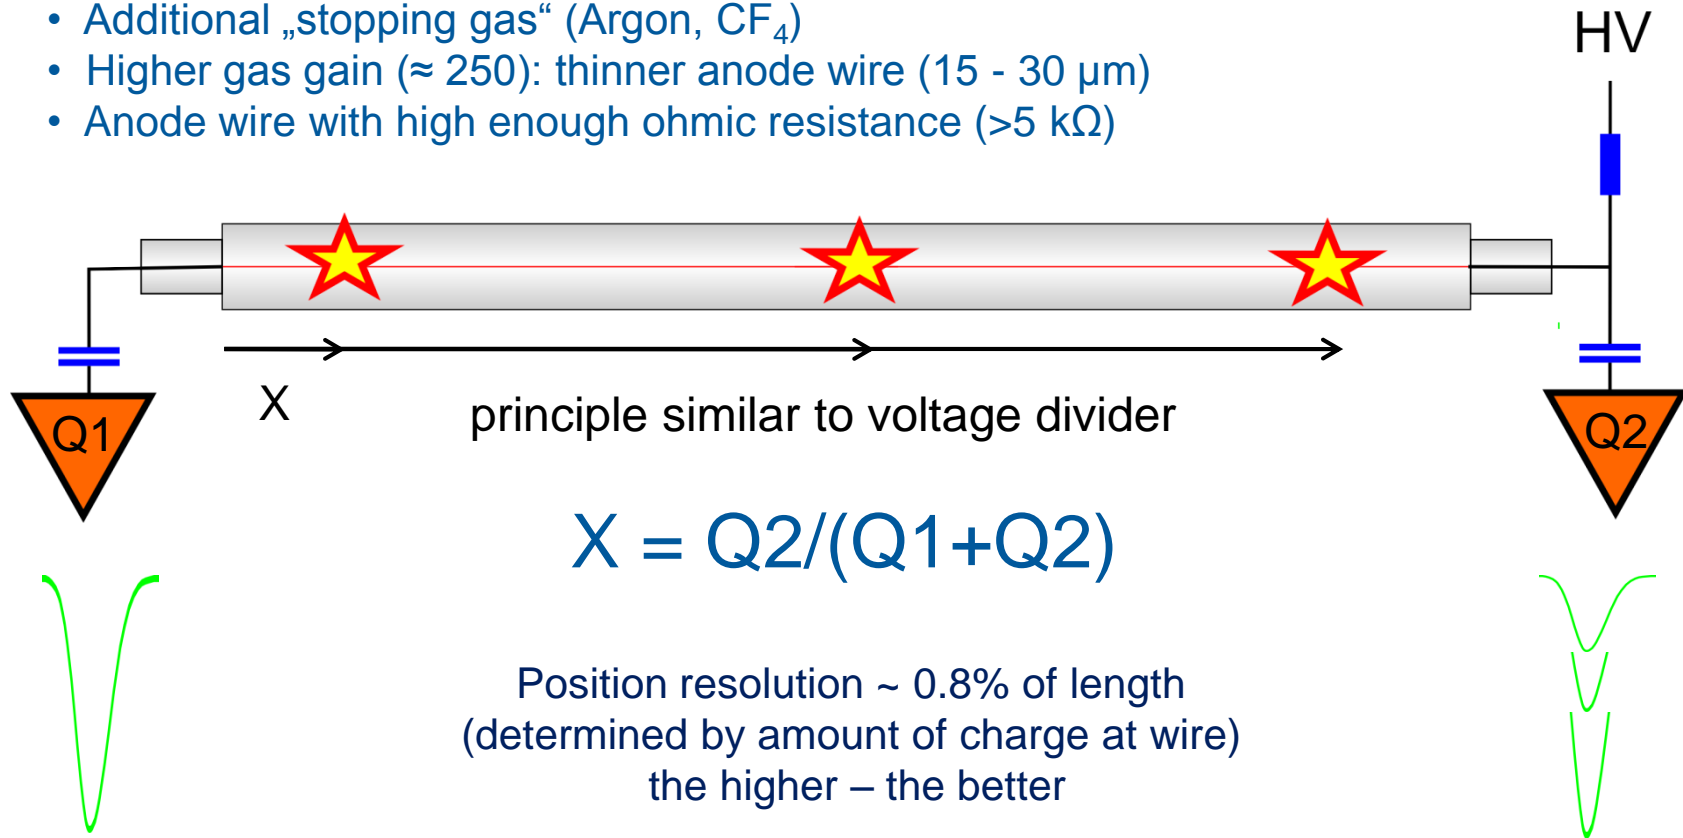 • Additional „stopping gas“ (Argon, CF₄)
• Higher gas gain (≈ 250): thinner anode wire (15 - 30 µm)
• Anode wire with high enough ohmic resistance (>5 kΩ)
HV
X
Q1
principle similar to voltage divider
Q2
X = Q2/(Q1+Q2)
Position resolution ~ 0.8% of length
(determined by amount of charge at wire)
the higher – the better